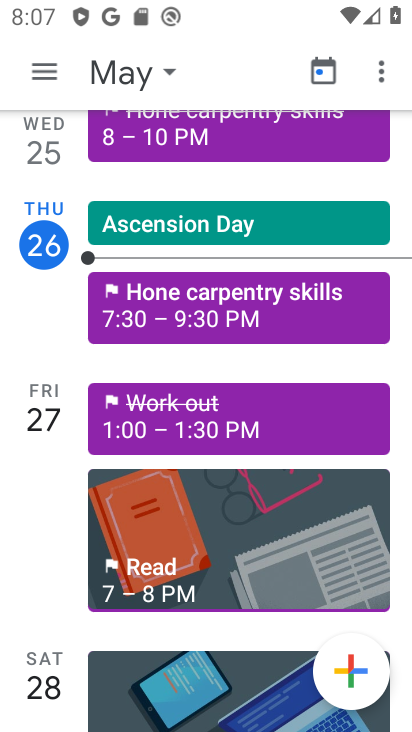 8:07
May
WED
25
Hone carpentry skills
8 – 10 PM
THU
26
Ascension Day
Hone carpentry skills
7:30 – 9:30 PM
FRI
27
Work out
1:00 – 1:30 PM
Read
7 – 8 PM
SAT
28